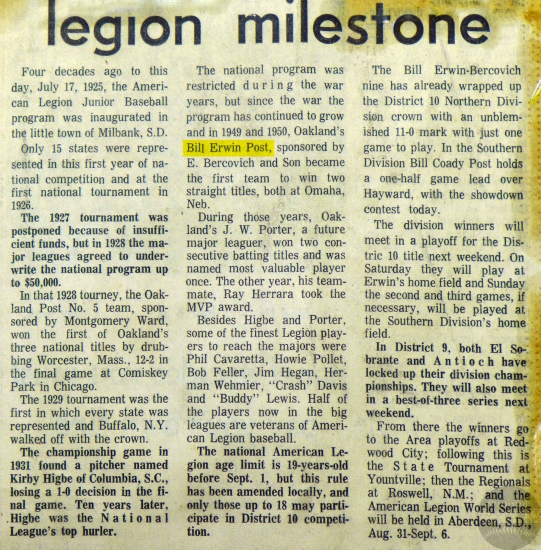 legion milestone
Four decades ago to this
day, July 17, 1925, the Ameri-
can Legion Junior Baseball
program was inaugurated in
the little town of Milbank, S.D.
Only 15 states were repre-
sented in this first year of na-
tional competition and at the
first national tournament in
1926.
The 1927 tournament was
postponed because of insuf-
ficient funds, but in 1928 the ma-
jor leagues agreed to under-
write the national program up
to $50,000.
In that 1928 tourney, the Oak-
land Post No. 5 team, spon-
sored by Montgomery Ward,
won the first of Oakland's
three national titles by drub-
bing Worcester, Mass., 12-2 in
the final game at Comiskey
Park in Chicago.
The 1929 tournament was the
first in which every state was
represented and Buffalo, N.Y.
walked off with the crown.
The championship game in
1931 found a pitcher named
Kirby Higbe of Columbia, S.C.,
losing a 1-0 decision in the fi-
nal game. Ten years later,
Higbe was the National
League's top hurler.
The national program was
restricted during the war
years, but since the war the
program has continued to grow
and in 1949 and 1950, Oakland's
Bill Erwin Post, sponsored by
E. Bercovich and Son became
the first team to win two
straight titles, both at Omaha,
Neb.
During those years, Oak-
land's J. W. Porter, a future
major leaguer, won two con-
secutive batting titles and was
named most valuable player
once. The other year, his team-
mate, Ray Herrara took the
MVP award.
Besides Higbe and Porter,
some of the finest Legion play-
ers to reach the majors were
Phil Cavaretta, Howie Pollet,
Bob Feller, Jim Hegan, Her-
man Wehmier, "Crash" Davis
and "Buddy" Lewis. Half of
the players now in the big
leagues are veterans of Ameri-
can Legion baseball.
The national American Le-
gion age limit is 19-years-old
before Sept. 1, but this rule
has been amended locally, and
only those up to 18 may parti-
cipate in District 10 competi-
tion.
The Bill Erwin-Bercovich
nine has already wrapped up
the District 10 Northern Divi-
sion crown with an unblem-
ished 11-0 mark with just one
game to play. In the Southern
Division Bill Coady Post holds
a one-half game lead over
Hayward, with the showdown
contest today.
The division winners will
meet in a playoff for the Dis-
tric 10 title next weekend. On
Saturday they will play at
Erwin's home field and Sunday
the second and third games, if
necessary, will be played at
the Southern Division's home
field.
In District 9, both El So-
brante and Antioch have
locked up their division cham-
pionships. They will also meet
in a best-of-three series next
weekend.
From there the winners go
to the Area playoffs at Red-
wood City; following this is
the State Tournament at
Yountville; then the Regionals
at Roswell, N.M.; and the
American Legion World Series
will be held in Aberdeen, S.D.,
Aug. 31-Sept. 6.